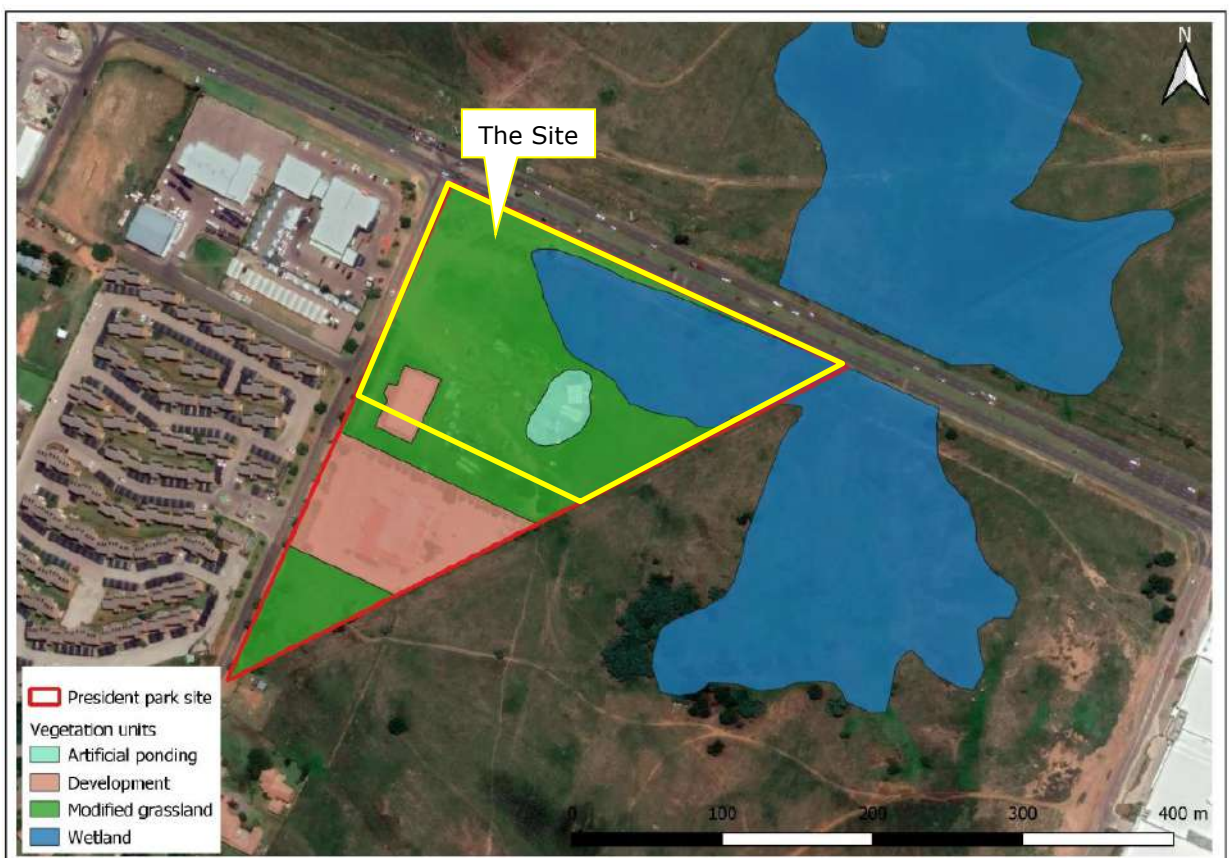 N
The Site
President park site
Vegetation units
Artificial ponding
Development
Modified grassland
Wetland
0 100 200 300 400 m